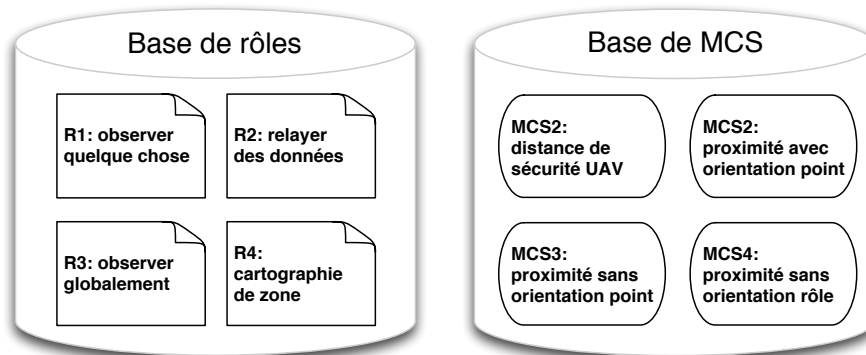 Base de rôles
R1: observer
quelque chose
R2: relayer
des données
R3: observer
globalement
R4:
cartographie
de zone
Base de MCS
MCS2:
distance de
sécurité UAV
MCS2:
proximité avec
orientation point
MCS3:
proximité sans
orientation point
MCS4:
proximité sans
orientation rôle